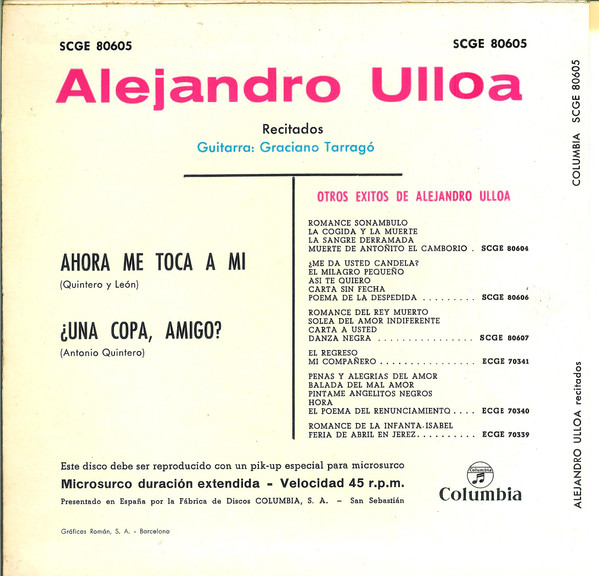 SCGE 80605
SCGE 80605
Alejandro Ulloa
Recitados
Guitarra: Graciano Tarragó
AHORA ME TOCA A MI
(Quintero y León)
¿UNA COPA, AMIGO?
(Antonio Quintero)
OTROS EXITOS DE ALEJANDRO ULLOA
ROMANCE SONAMBULO
LA COGIDA Y LA MUERTE
LA SANGRE DERRAMADA
MUERTE DE ANTOÑITO EL CAMBORIO . SCGE 80604
¿ME DA USTED CANDELA?
EL MILAGRO PEQUEÑO
ASI TE QUIERO
CARTA SIN FECHA
POEMA DE LA DESPEDIDA ......... SCGE 80606
ROMANCE DEL REY MUERTO
SOLEA DEL AMOR INDIFERENTE
CARTA A USTED
DANZA NEGRA ................. SCGE 80607
EL REGRESO
MI COMPAÑERO ................ ECGE 70341
PENAS Y ALEGRIAS DEL AMOR
BALADA DEL MAL AMOR
PINTAME ANGELITOS NEGROS
HORA
EL POEMA DEL RENUNCIAMIENTO .... ECGE 70340
ROMANCE DE LA INFANTA ISABEL
FERIA DE ABRIL EN JEREZ.......... ECGE 70339
Este disco debe ser reproducido con un pik-up especial para microsurco
Microsurco duración extendida - Velocidad 45 r.p.m.
Presentado en España por la Fábrica de Discos COLUMBIA, S. A. – San Sebastián
Gráficas Román, S. A. - Barcelona
Columbia
Columbia
COLUMBIA SCGE 80605
ALEJANDRO ULLOA recitados